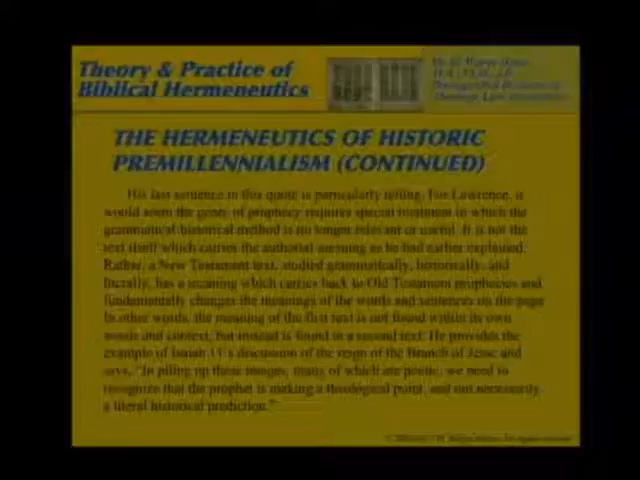 Theory & Practice of
Biblical Hermeneutics
THE HERMENEUTICS OF HISTORIC
PREMILLENNIALISM (CONTINUED)
His last sentence in this quote is particularly telling. For Lawrence, it
would seem the genre of prophecy requires special treatment in which the
grammatical-historical method is no longer relevant or useful. It is not the
text itself which carries the authorial meaning as he had earlier explained.
Rather, a New Testament text, studied grammatically, historically, and
literally, has a meaning which carries back to Old Testament prophecies and
fundamentally changes the meanings of the words and sentences on the page.
In other words, the meaning of the first text is not found within its own
words and context, but instead is found in a second text. He provides the
example of Isaiah 11's discussion of the reign of the Branch of Jesse and
says, "In piling up these images, many of which are poetic, we need to
recognize that the prophet is making a theological point, and not necessarily
a literal historical prediction."